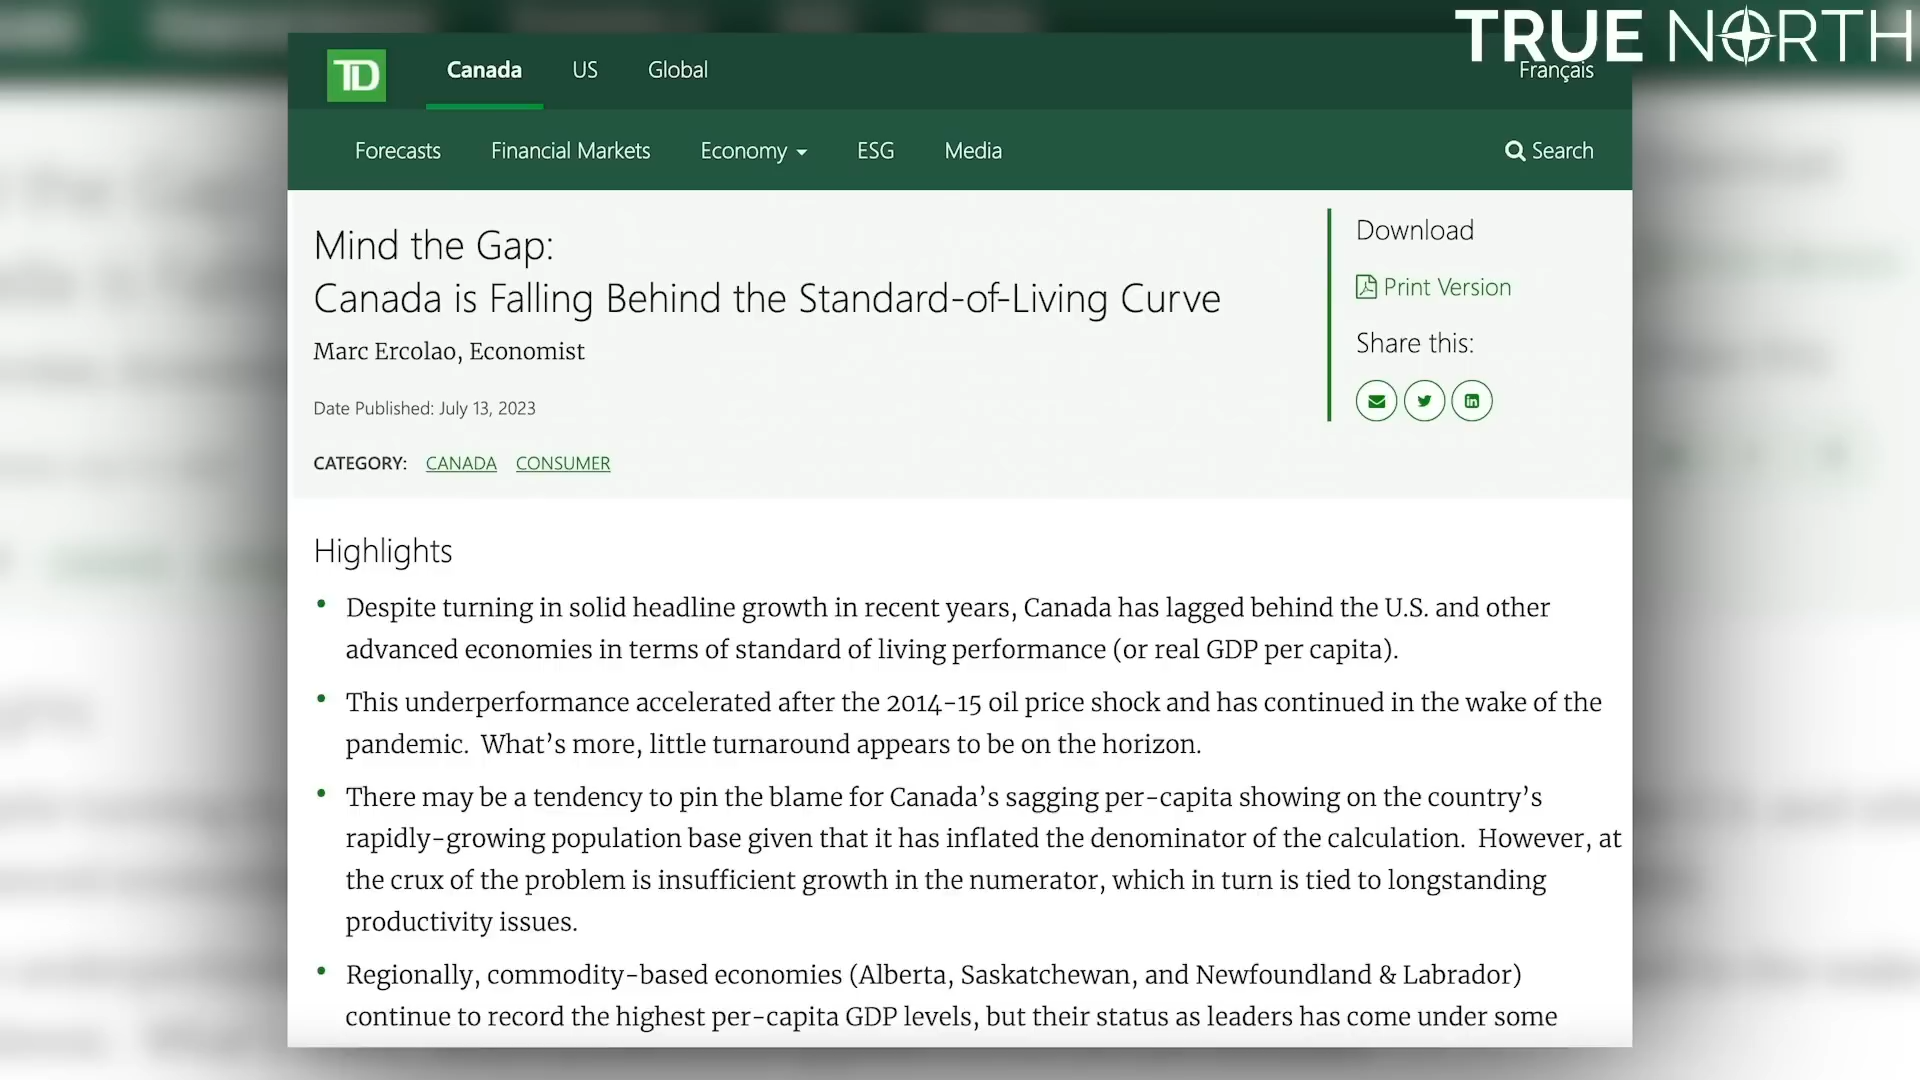 TRUE NORTH
TD
Canada
US
Global
Français
Forecasts
Financial Markets
Economy
ESG
Media
Search
Mind the Gap:
Canada is Falling Behind the Standard-of-Living Curve
Marc Ercolao, Economist
Date Published: July 13, 2023
CATEGORY: CANADA CONSUMER
Download
Print Version
Share this:
Highlights
• Despite turning in solid headline growth in recent years, Canada has lagged behind the U.S. and other
advanced economies in terms of standard of living performance (or real GDP per capita).
• This underperformance accelerated after the 2014-15 oil price shock and has continued in the wake of the
pandemic. What's more, little turnaround appears to be on the horizon.
• There may be a tendency to pin the blame for Canada's sagging per-capita showing on the country's
rapidly-growing population base given that it has inflated the denominator of the calculation. However, at
the crux of the problem is insufficient growth in the numerator, which in turn is tied to longstanding
productivity issues.
• Regionally, commodity-based economies (Alberta, Saskatchewan, and Newfoundland & Labrador)
continue to record the highest per-capita GDP levels, but their status as leaders has come under some